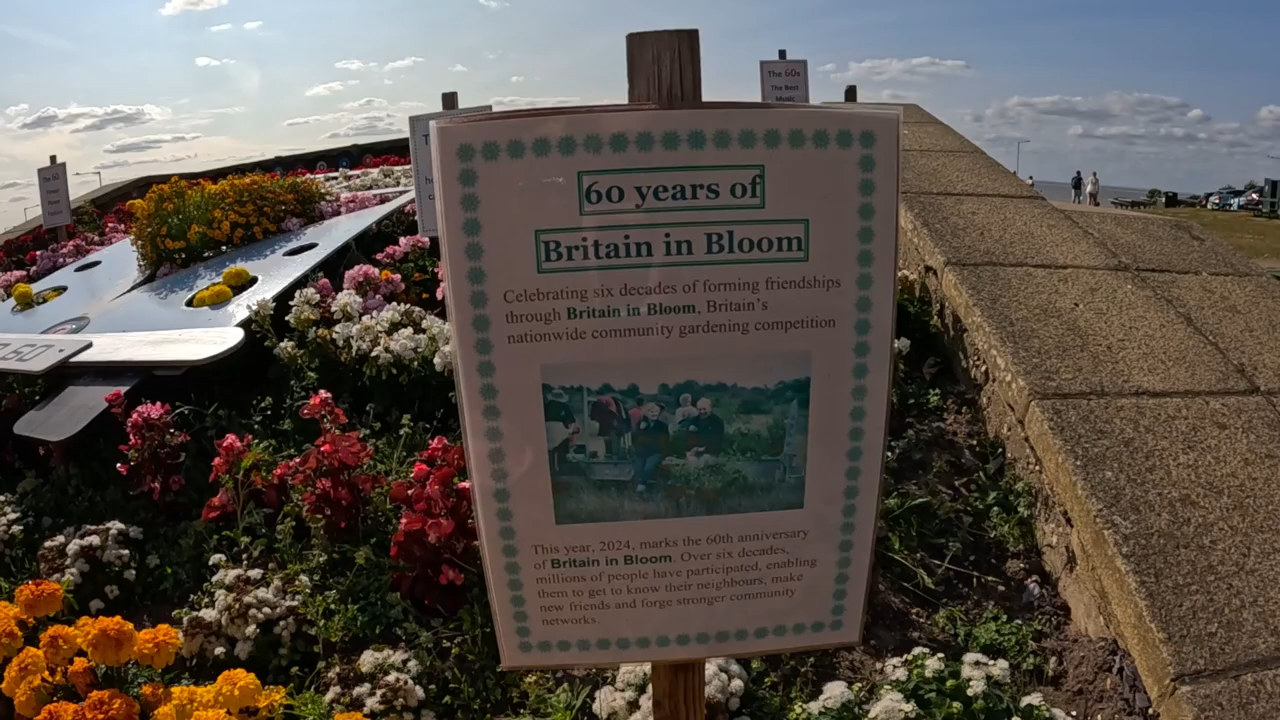 60 years of
Britain in Bloom
Celebrating six decades of forming friendships
through Britain in Bloom, Britain's
nationwide community gardening competition
This year, 2024, marks the 60th anniversary
of Britain in Bloom. Over six decades,
millions of people have participated, enabling
them to get to know their neighbours, make
new friends and forge stronger community
networks.
The 60s
The Best
Music
The 60